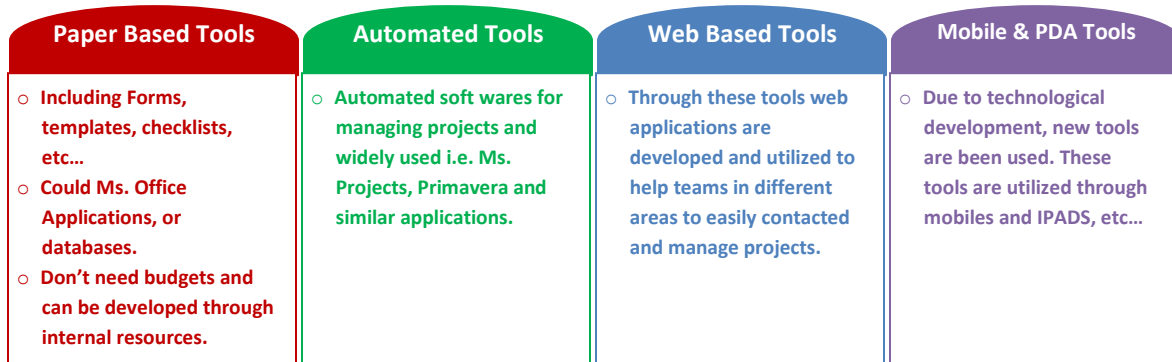 Paper Based Tools
○ Including Forms,
templates, checklists,
etc…
○ Could Ms. Office
Applications, or
databases.
○ Don’t need budgets and
can be developed through
internal resources.
Automated Tools
○ Automated soft wares for
managing projects and
widely used i.e. Ms.
Projects, Primavera and
similar applications.
Web Based Tools
○ Through these tools web
applications are
developed and utilized to
help teams in different
areas to easily contacted
and manage projects.
Mobile & PDA Tools
○ Due to technological
development, new tools
are been used. These
tools are utilized through
mobiles and IPADS, etc…